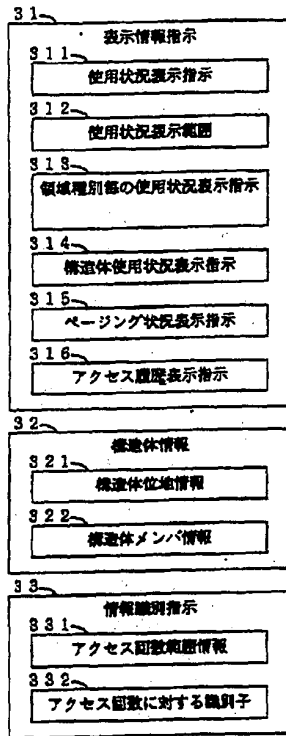 31
表示情報指示
311
使用状況表示指示
312
使用状況表示範囲
313
領域種別毎の使用状況表示指示
314
構造体使用状況表示指示
315
ページング状況表示指示
316
アクセス履歴表示指示
32
構造体情報
321
構造体位置情報
322
構造体メンバ情報
33
情報識別指示
331
アクセス回数範囲情報
332
アクセス回数に対する識別子